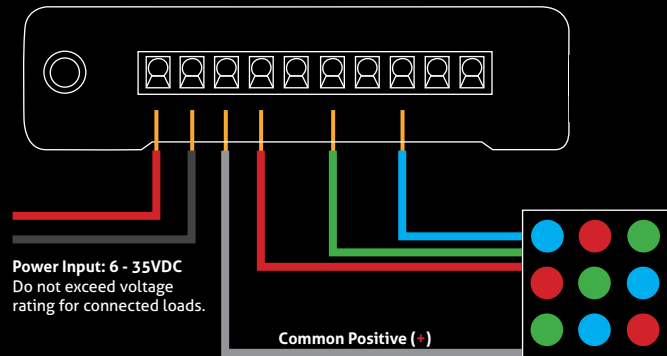 Power Input: 6 - 35VDC
Do not exceed voltage
rating for connected loads.
Common Positive (+)